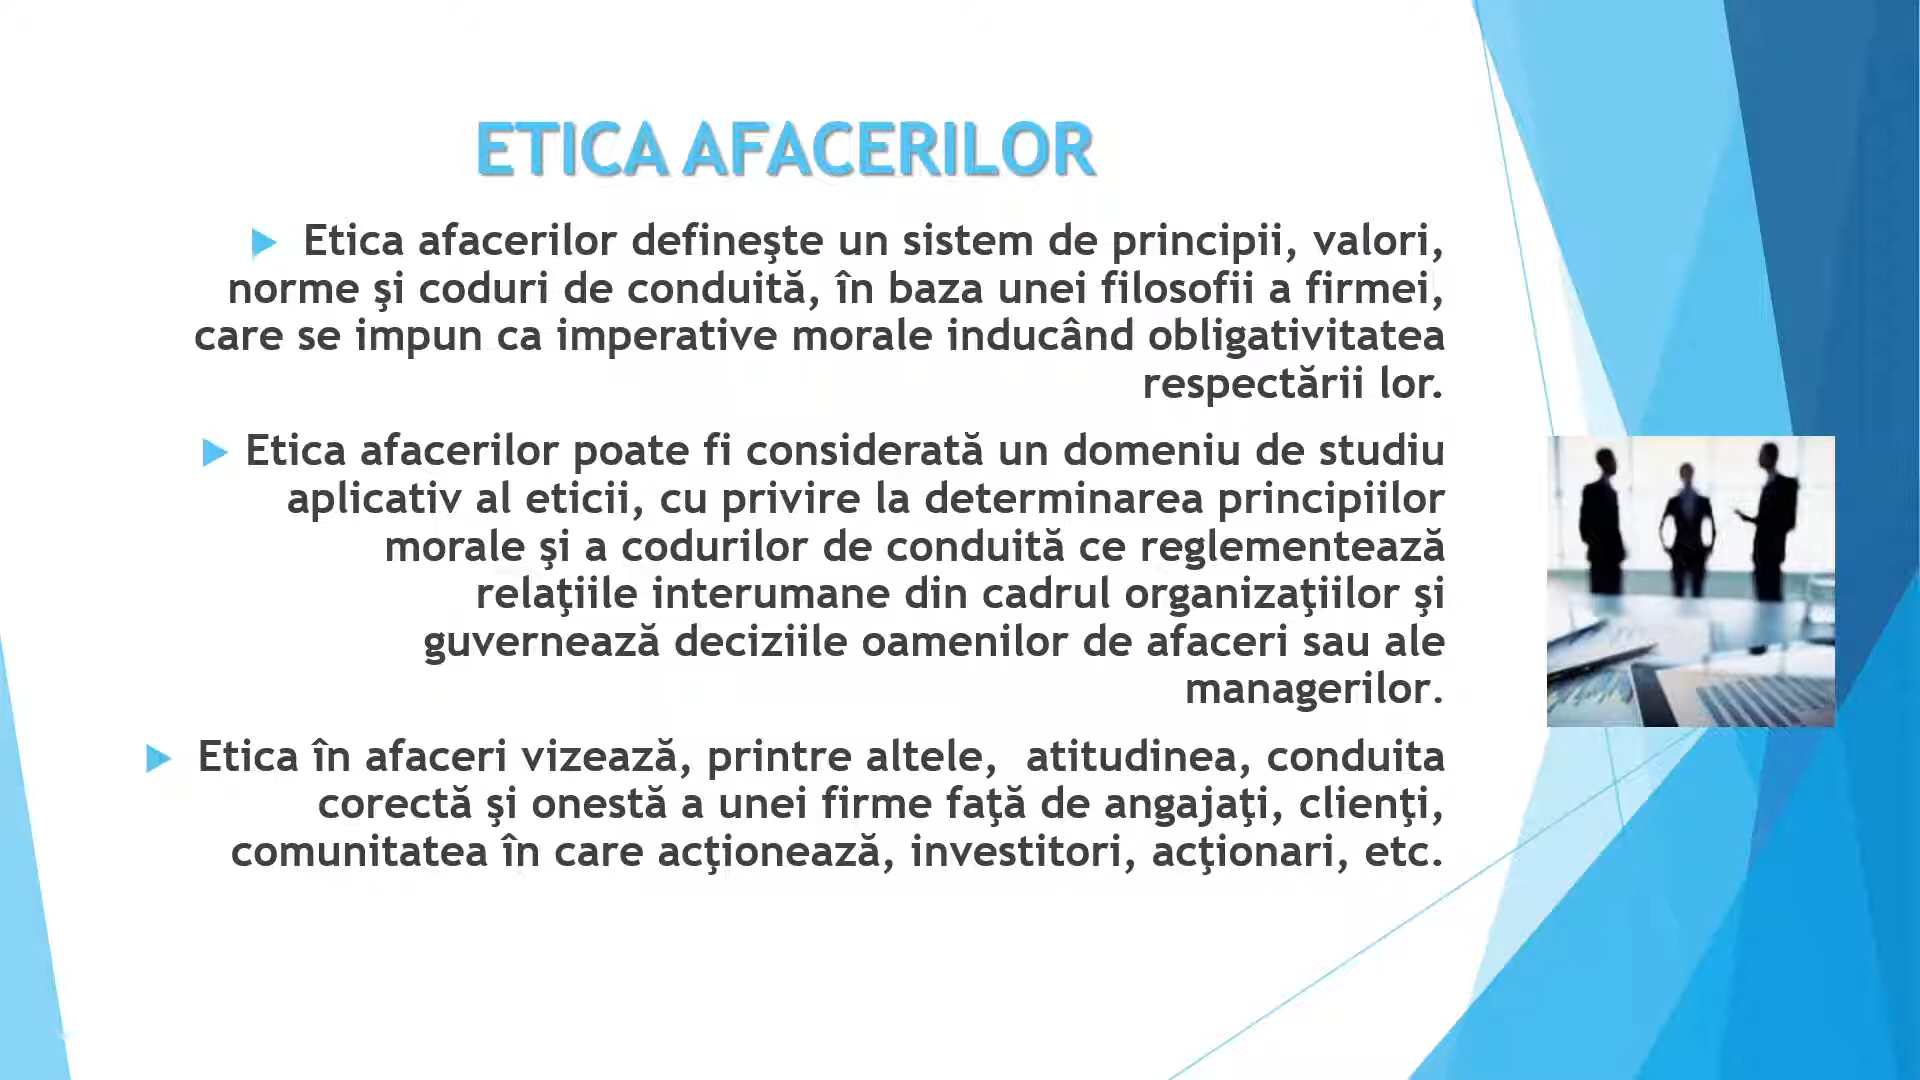 ETICA AFACERILOR
Etica afacerilor defineşte un sistem de principii, valori,
norme şi coduri de conduită, în baza unei filosofii a firmei,
care se impun ca imperative morale inducând obligativitatea
respectării lor.
Etica afacerilor poate fi considerată un domeniu de studiu
aplicativ al eticii, cu privire la determinarea principiilor
morale şi a codurilor de conduită ce reglementează
relaţiile interumane din cadrul organizaţiilor şi
guvernează deciziile oamenilor de afaceri sau ale
managerilor.
Etica în afaceri vizează, printre altele,  atitudinea, conduita
corectă şi onestă a unei firme faţă de angajaţi, clienţi,
comunitatea în care acţionează, investitori, acţionari, etc.